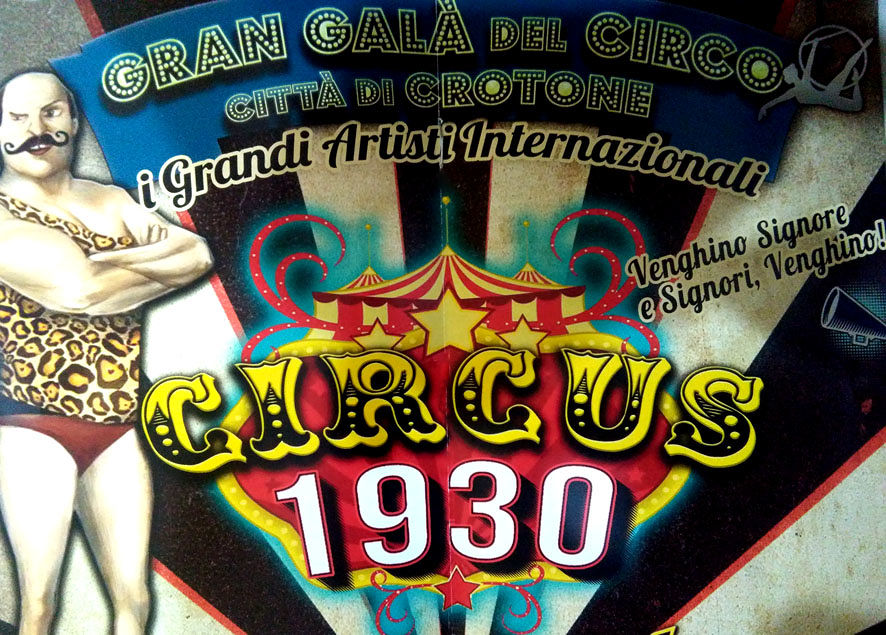 GRAN GALÀ DEL CIRCO
CITTÀ DI CROTONE
i Grandi Artisti Internazionali
Venghino Signore
e Signori, Venghino!
CIRCUS
1930